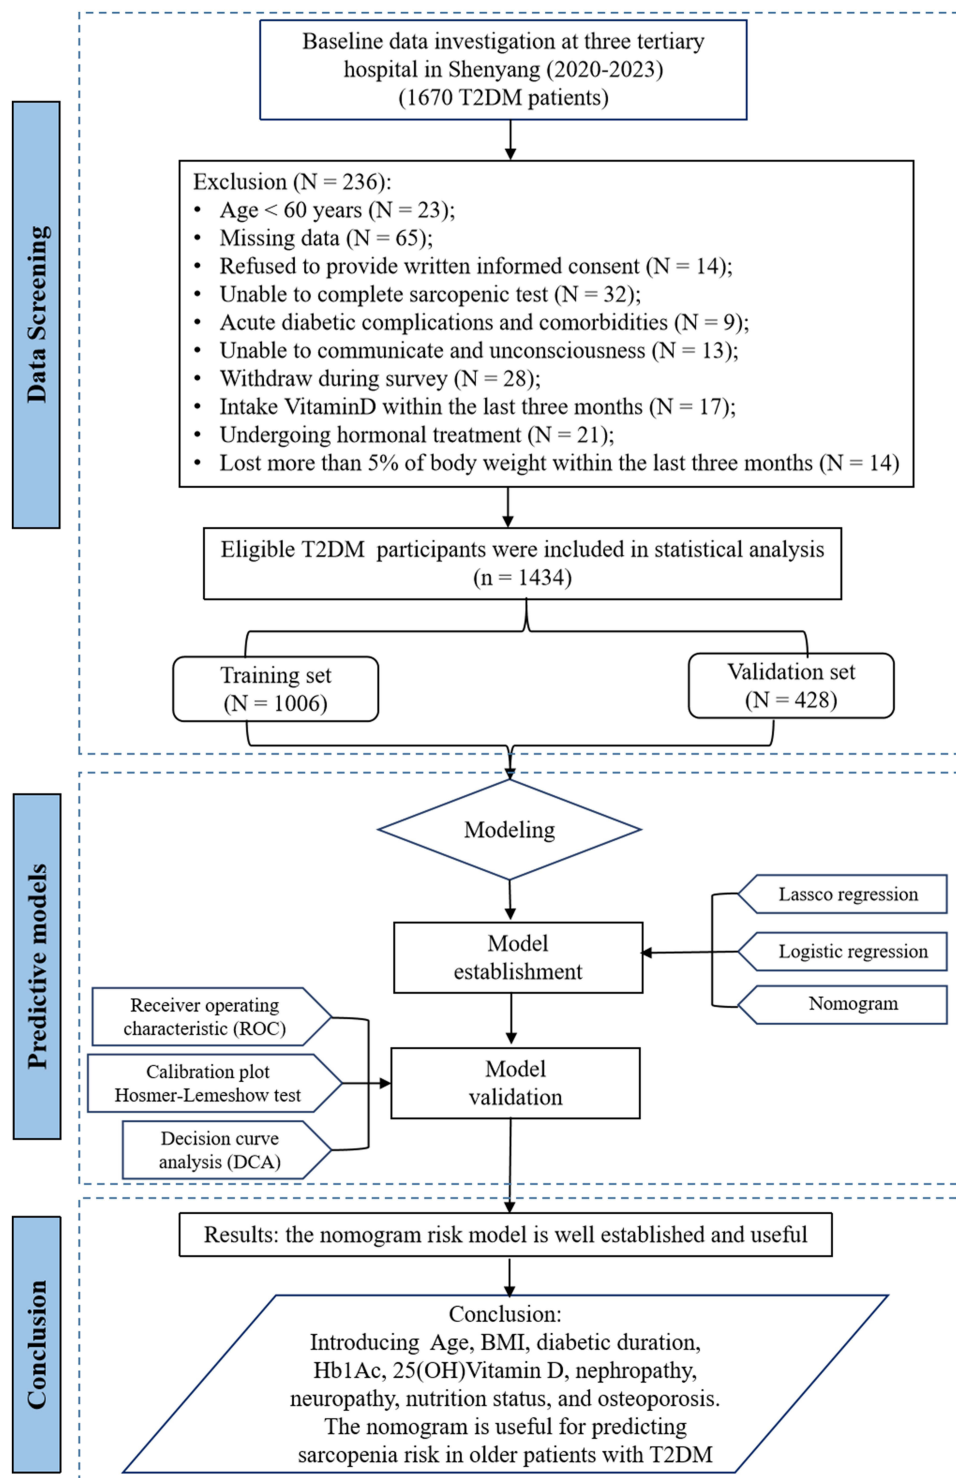 Data Screening
Baseline data investigation at three tertiary
hospital in Shenyang (2020-2023)
(1670 T2DM patients)
Exclusion (N = 236):
• Age < 60 years (N = 23);
• Missing data (N = 65);
• Refused to provide written informed consent (N = 14);
• Unable to complete sarcopenic test (N = 32);
• Acute diabetic complications and comorbidities (N = 9);
• Unable to communicate and unconsciousness (N = 13);
• Withdraw during survey (N = 28);
• Intake VitaminD within the last three months (N = 17);
• Undergoing hormonal treatment (N = 21);
• Lost more than 5% of body weight within the last three months (N = 14)
Eligible T2DM participants were included in statistical analysis
(n = 1434)
Training set
(N = 1006)
Validation set
(N = 428)
Predictive models
Modeling
Model
establishment
Lassco regression
Logistic regression
Nomogram
Receiver operating
characteristic (ROC)
Calibration plot
Hosmer-Lemeshow test
Decision curve
analysis (DCA)
Model
validation
Conclusion
Results: the nomogram risk model is well established and useful
Conclusion:
Introducing Age, BMI, diabetic duration,
Hb1Ac, 25(OH)Vitamin D, nephropathy,
neuropathy, nutrition status, and osteoporosis.
The nomogram is useful for predicting
sarcopenia risk in older patients with T2DM